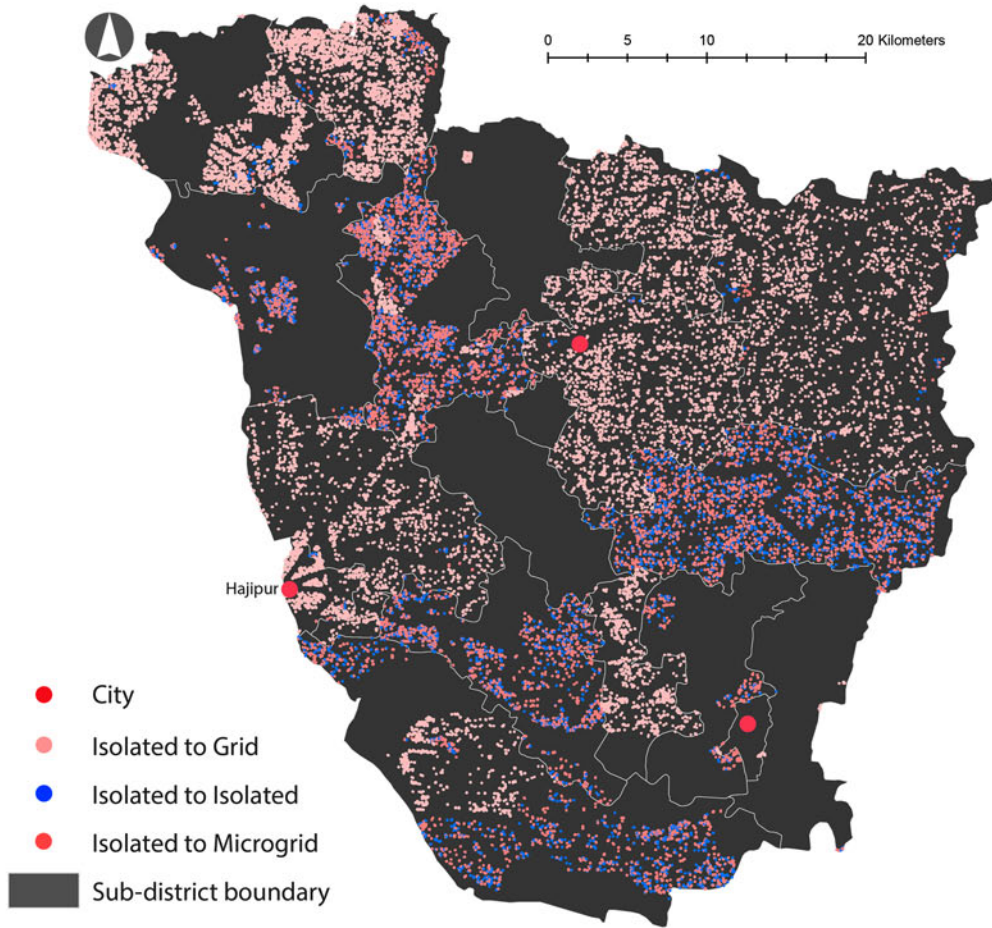 0 5 10 20 Kilometers
Hajipur
City
Isolated to Grid
Isolated to Isolated
Isolated to Microgrid
Sub-district boundary